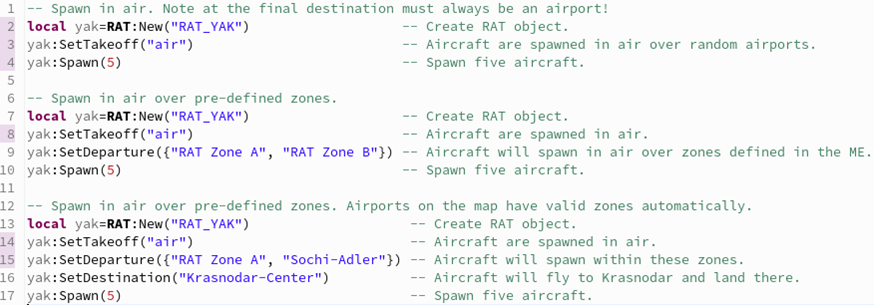 1 -- Spawn in air. Note at the final destination must always be an airport!
2 local yak=RAT:New("RAT_YAK") -- Create RAT object.
3 yak:SetTakeoff("air") -- Aircraft are spawned in air over random airports.
4 yak:Spawn(5) -- Spawn five aircraft.
5
6 -- Spawn in air over pre-defined zones.
7 local yak=RAT:New("RAT_YAK") -- Create RAT object.
8 yak:SetTakeoff("air") -- Aircraft are spawned in air.
9 yak:SetDeparture({"RAT Zone A", "RAT Zone B"}) -- Aircraft will spawn in air over zones defined in the ME.
10 yak:Spawn(5) -- Spawn five aircraft.
11
12 -- Spawn in air over pre-defined zones. Airports on the map have valid zones automatically.
13 local yak=RAT:New("RAT_YAK") -- Create RAT object.
14 yak:SetTakeoff("air") -- Aircraft are spawned in air.
15 yak:SetDeparture({"RAT Zone A", "Sochi-Adler"}) -- Aircraft will spawn within these zones.
16 yak:SetDestination("Krasnodar-Center") -- Aircraft will fly to Krasnodar and land there.
17 yak:Spawn(5) -- Spawn five aircraft.